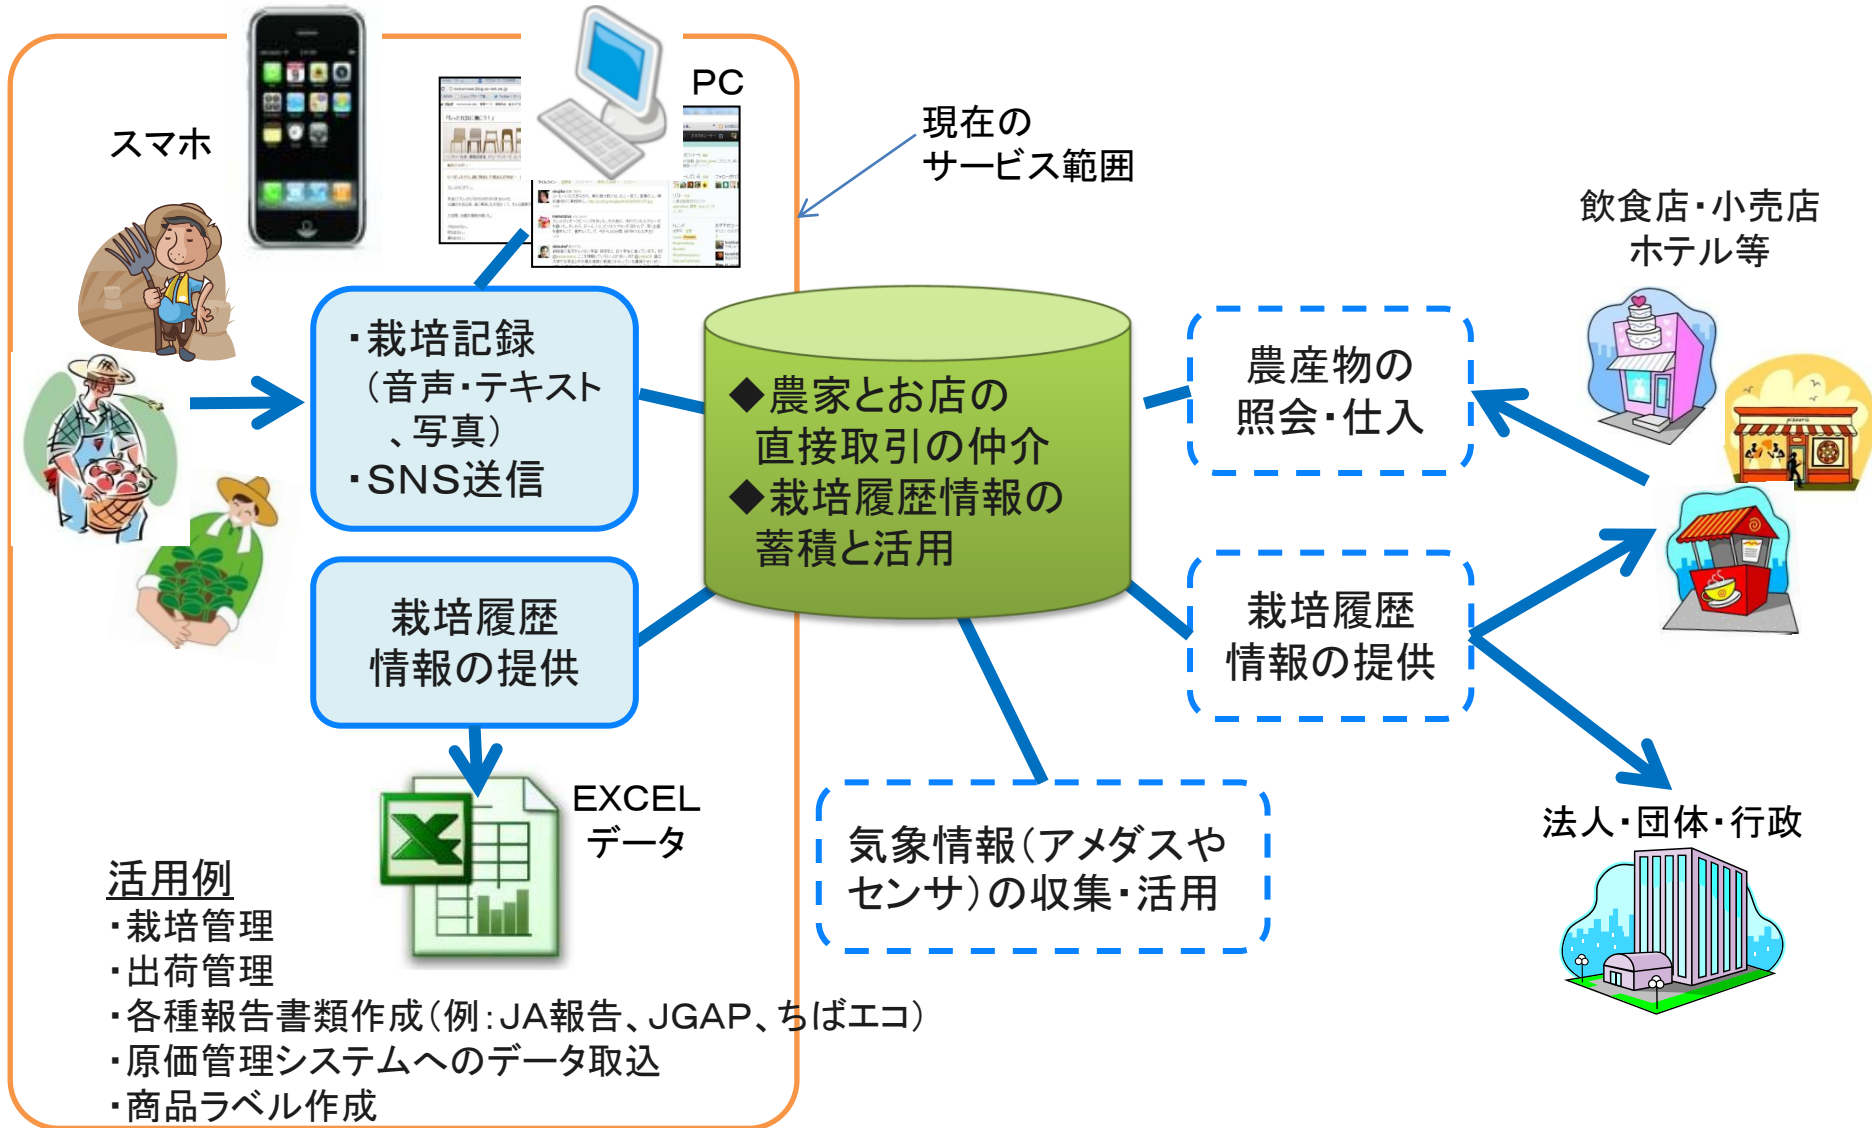 スマホ
PC
現在の
サービス範囲
飲食店・小売店
ホテル等
・栽培記録
（音声・テキスト
、写真）
・SNS送信
◆農家とお店の
直接取引の仲介
◆栽培履歴情報の
蓄積と活用
農産物の
照会・仕入
栽培履歴
情報の提供
栽培履歴
情報の提供
EXCEL
データ
気象情報（アメダスや
センサ）の収集・活用
法人・団体・行政
活用例
・栽培管理
・出荷管理
・各種報告書類作成（例：JA報告、JGAP、ちばエコ）
・原価管理システムへのデータ取込
・商品ラベル作成